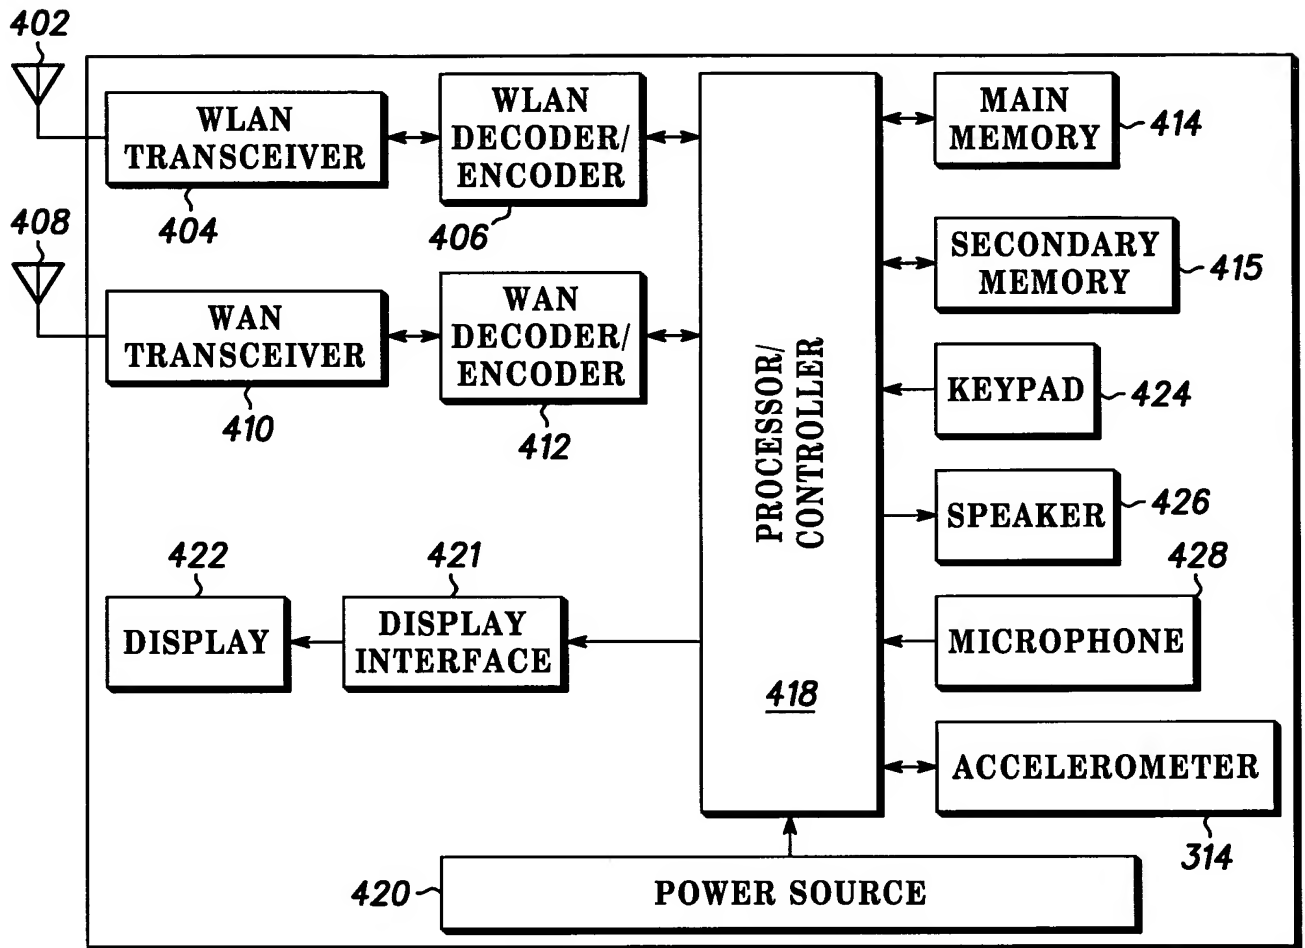 402
WLAN
TRANSCEIVER
404
WLAN
DECODER/
ENCODER
406
408
WAN
TRANSCEIVER
410
WAN
DECODER/
ENCODER
412
422
DISPLAY
421
DISPLAY
INTERFACE
PROCESSOR/
CONTROLLER
418
MAIN
MEMORY
414
SECONDARY
MEMORY
415
KEYPAD
424
SPEAKER
426
428
MICROPHONE
ACCELEROMETER
314
420
POWER SOURCE